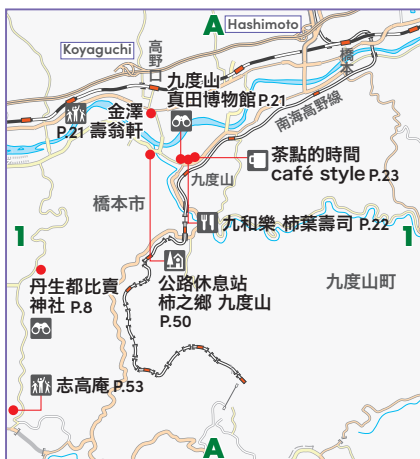 A
Hashimoto
Koyaguchi
高野口
橋本
九度山
真田博物館 P.21
金澤
P.21 壽翁軒
南海高野線
茶點的時間
café style P.23
九度山
橋本市
九和樂 柿葉壽司 P.22
1
1
丹生都比賣
神社 P.8
公路休息站
柿之鄉 九度山
P.50
九度山町
志高庵 P.53
A